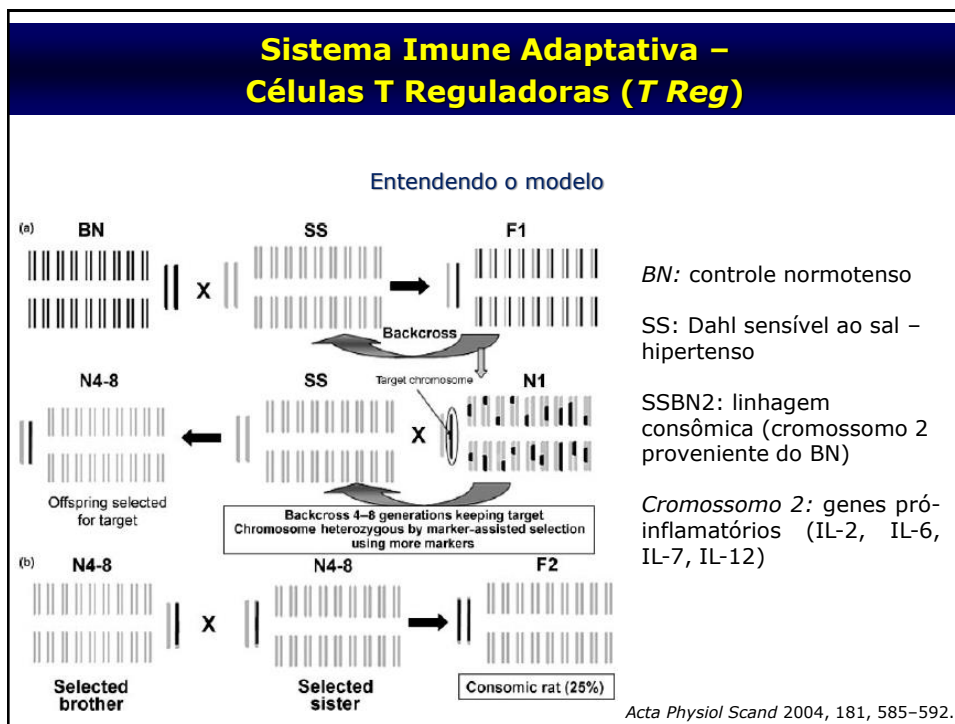 Sistema Imune Adaptativa –
Células T Reguladoras (T Reg)
Entendendo o modelo
(a)
BN
SS
F1
X
Backcross
N4-8
SS
Target chromosome
N1
X
Offspring selected
for target
Backcross 4–8 generations keeping target
Chromosome heterozygous by marker-assisted selection
using more markers
(b)
N4-8
N4-8
F2
X
Selected
brother
Selected
sister
Consomic rat (25%)
BN: controle normotenso
SS: Dahl sensível ao sal –
hipertenso
SSBN2: linhagem
consômica (cromossomo 2
proveniente do BN)
Cromossomo 2: genes pró-
inflamatórios (IL-2, IL-6,
IL-7, IL-12)
Acta Physiol Scand 2004, 181, 585–592.